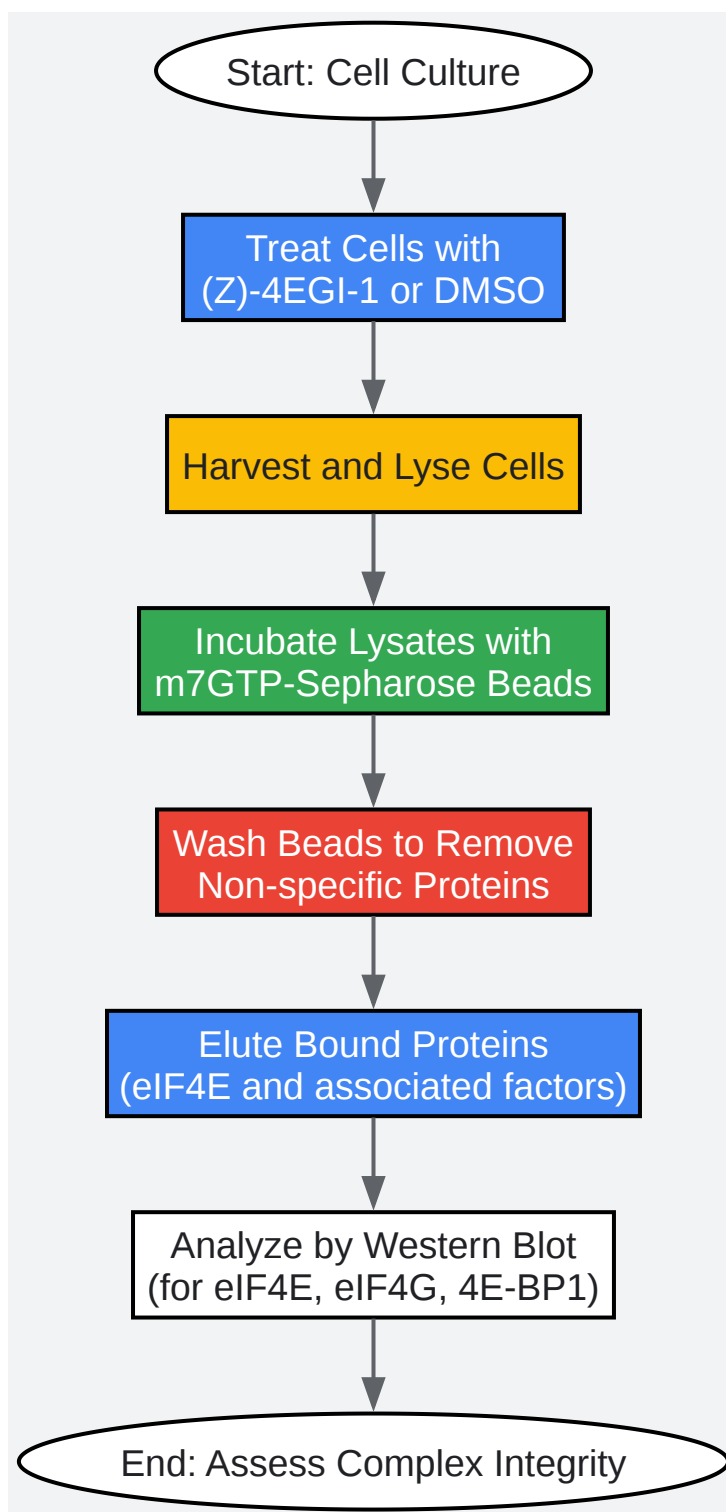 Start: Cell Culture
Treat Cells with
(Z)-4EGI-1 or DMSO
Harvest and Lyse Cells
Incubate Lysates with
m7GTP-Sepharose Beads
Wash Beads to Remove
Non-specific Proteins
Elute Bound Proteins
(eIF4E and associated factors)
Analyze by Western Blot
(for eIF4E, eIF4G, 4E-BP1)
End: Assess Complex Integrity